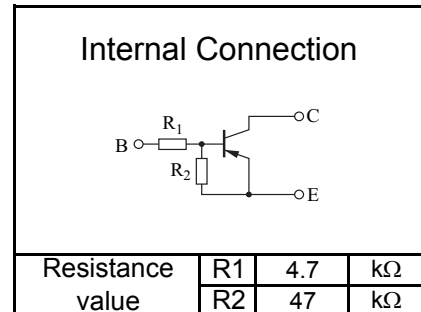 Internal Connection
C
R1
B
R2
E
Resistance value R1 4.7 kΩ
R2 47 kΩ